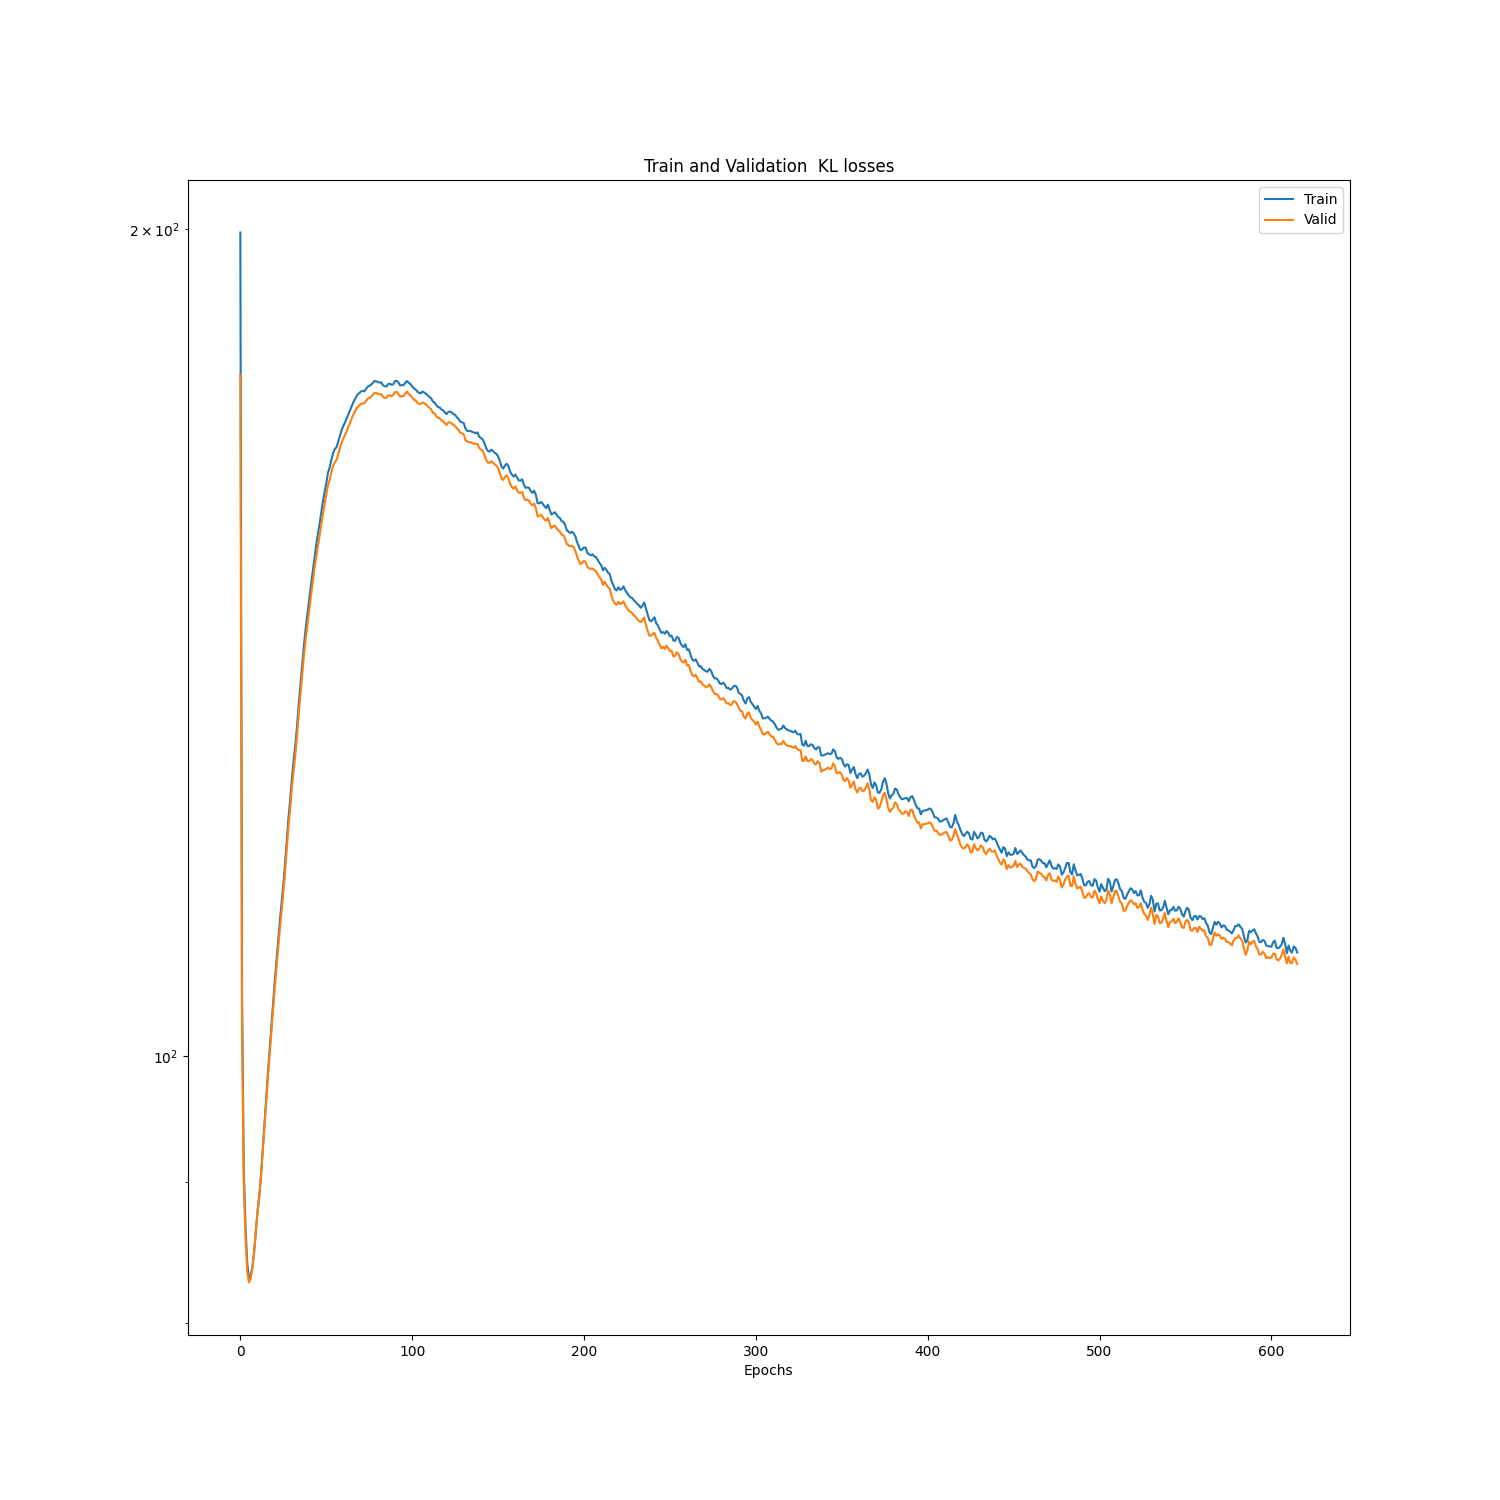 Train and Validation  KL losses
Train
Valid
2 × 10²
10²
0 100 200 300 400 500 600
Epochs